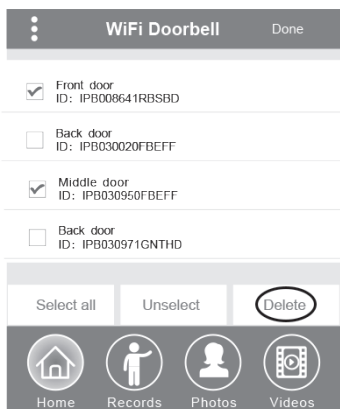 WiFi Doorbell Done
Front door
ID: IPB008641RBSBD
Back door
ID: IPB030020FBEFF
Middle door
ID: IPB030950FBEFF
Back door
ID: IPB030971GNTHD
Select all Unselect Delete
Home Records Photos Videos